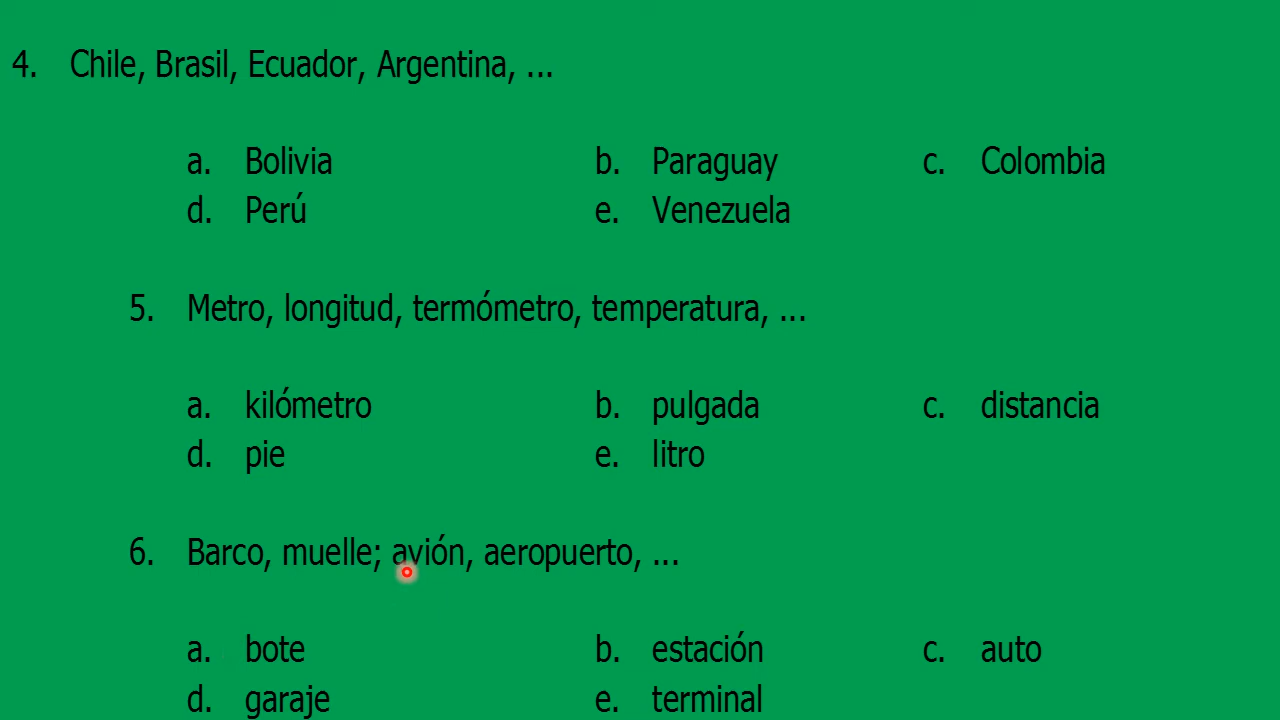 4. Chile, Brasil, Ecuador, Argentina, ...
a. Bolivia b. Paraguay c. Colombia
d. Perú e. Venezuela
5. Metro, longitud, termómetro, temperatura, ...
a. kilómetro b. pulgada c. distancia
d. pie e. litro
6. Barco, muelle; avión, aeropuerto, ...
a. bote b. estación c. auto
d. garaje e. terminal